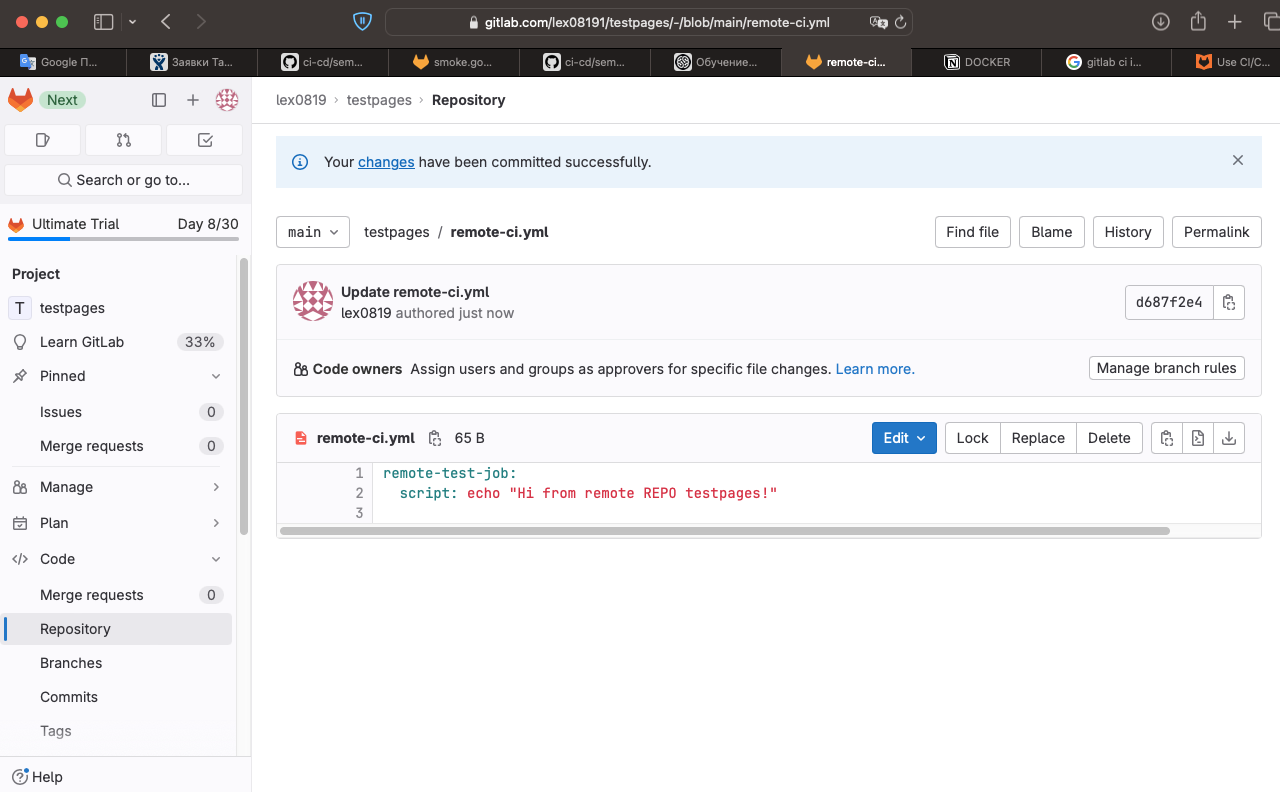 gitlab.com/lex08191/testpages/-/blob/main/remote-ci.yml
Google П...
Заявки Та...
ci-cd/sem...
smoke.go...
ci-cd/sem...
Обучение...
remote-ci...
DOCKER
gitlab ci i...
Use CI/C...
Next
lex0819 › testpages › Repository
Your changes have been committed successfully.
Search or go to...
Ultimate Trial Day 8/30
main testpages / remote-ci.yml Find file Blame History Permalink
Project
T testpages
Learn GitLab 33%
Pinned
Issues 0
Merge requests 0
Manage
Plan
Code
Merge requests 0
Repository
Branches
Commits
Tags
Help
Update remote-ci.yml
lex0819 authored just now
d687f2e4
Code owners Assign users and groups as approvers for specific file changes. Learn more. Manage branch rules
remote-ci.yml 65 B Edit Lock Replace Delete
1 remote-test-job:
2 script: echo "Hi from remote REPO testpages!"
3